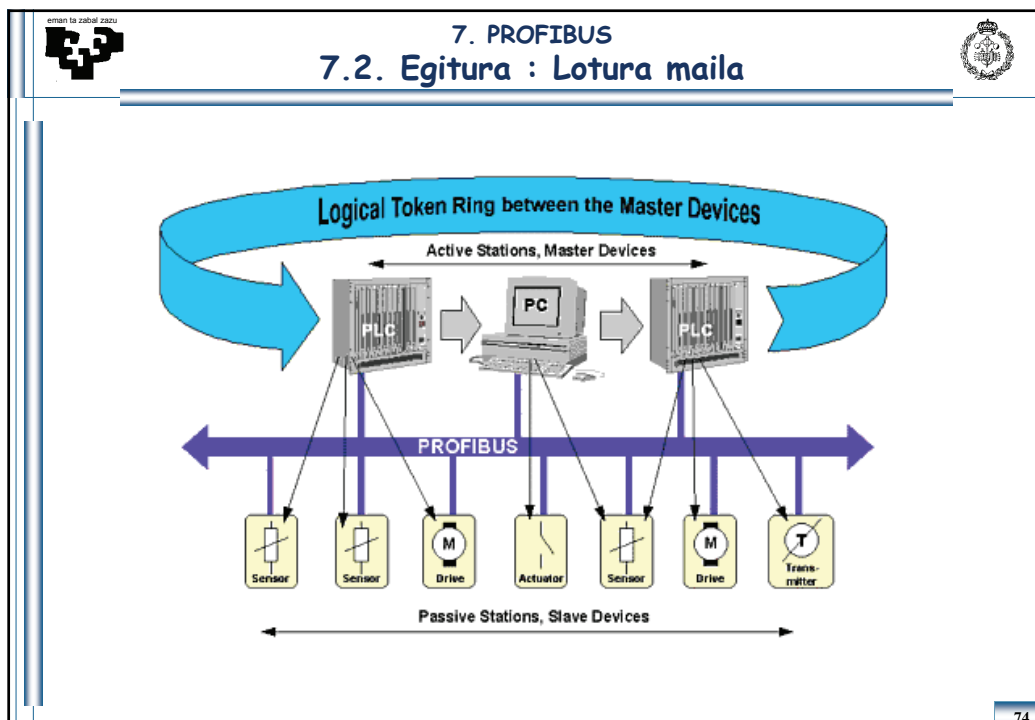 eman ta zabal zazu
7. PROFIBUS
7.2. Egitura : Lotura maila
Logical Token Ring between the Master Devices
Active Stations, Master Devices
PLC
PC
PLC
PROFIBUS
M
M
T
Sensor
Sensor
Drive
Actuator
Sensor
Drive
Trans-
mitter
Passive Stations, Slave Devices
74